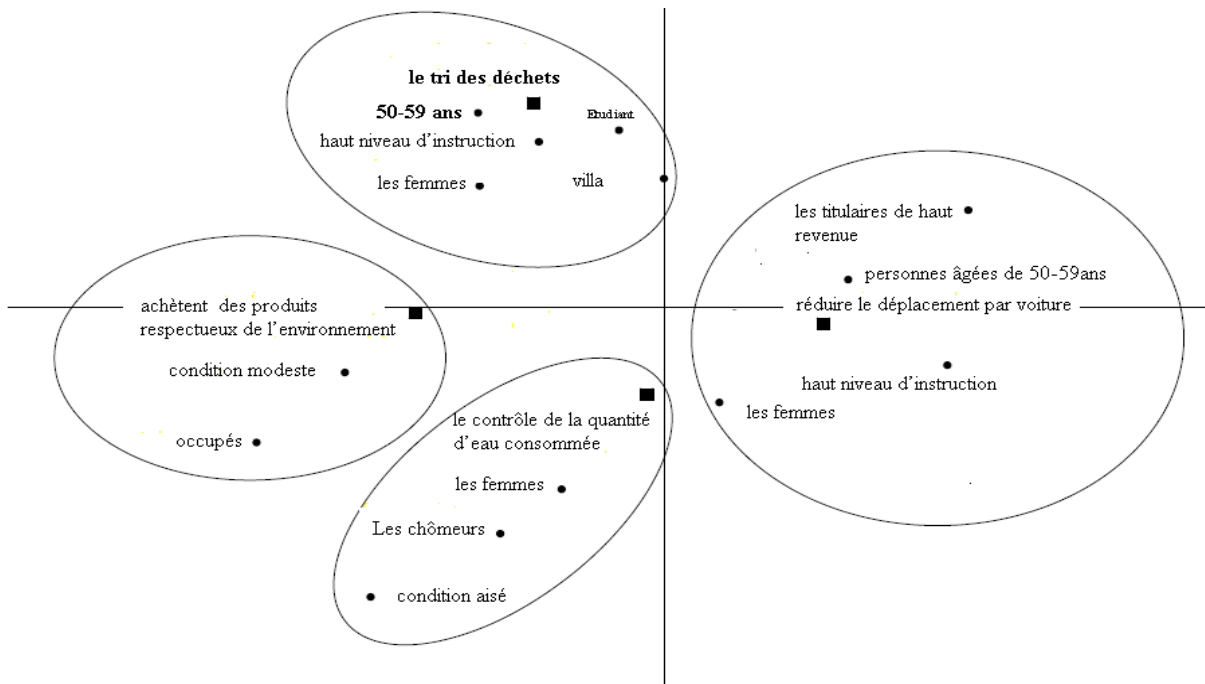 le tri des déchets
50-59 ans
Etudiant
haut niveau d'instruction
les femmes
villa
les titulaires de haut
revenue
personnes âgées de 50-59ans
réduire le déplacement par voiture
haut niveau d'instruction
les femmes
achètent des produits
respectueux de l'environnement
condition modeste
occupés
le contrôle de la quantité
d'eau consommée
les femmes
Les chômeurs
condition aisé